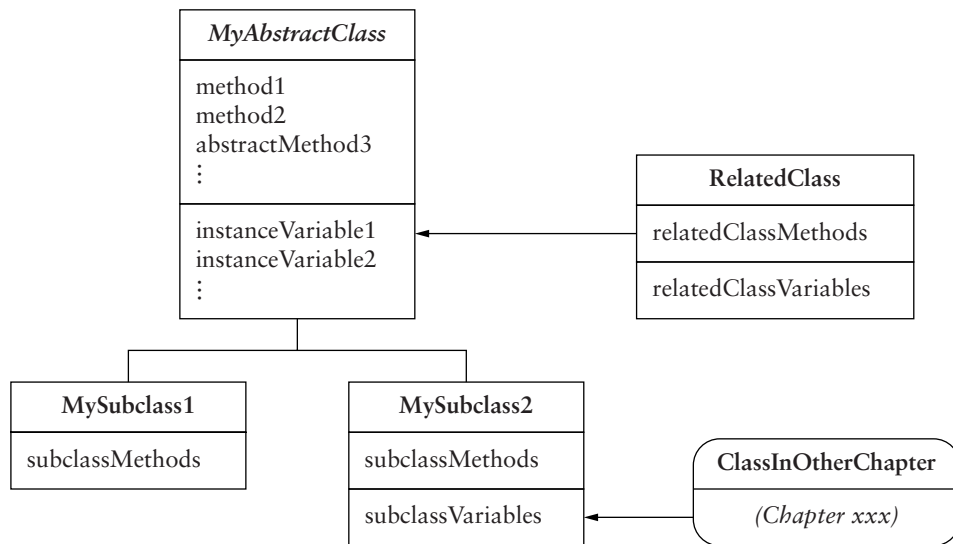 MyAbstractClass
method1
method2
abstractMethod3
⋮
instanceVariable1
instanceVariable2
⋮
RelatedClass
relatedClassMethods
relatedClassVariables
MySubclass1
subclassMethods
MySubclass2
subclassMethods
subclassVariables
ClassInOtherChapter
(Chapter xxx)